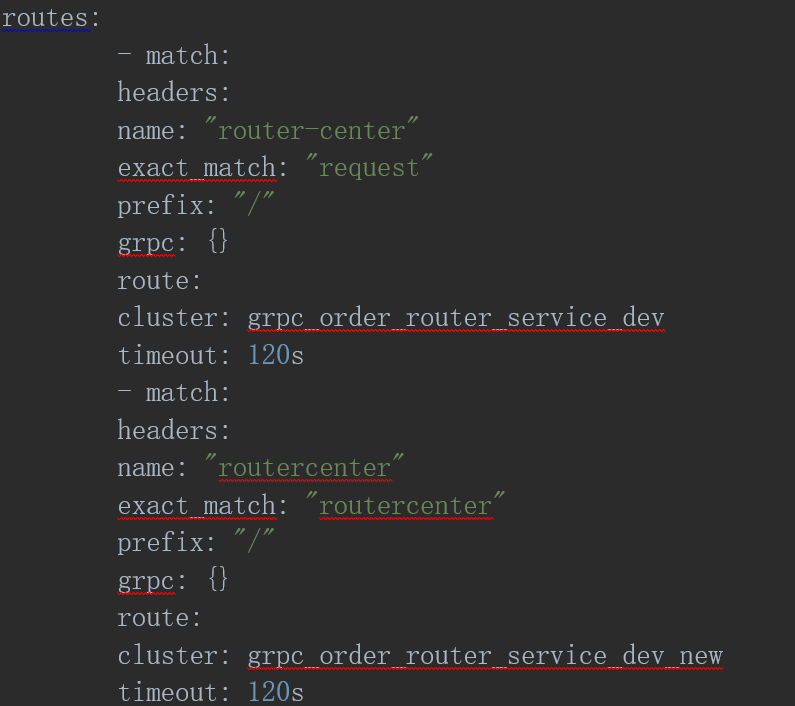 routes:
- match:
headers:
name: "router-center"
exact_match: "request"
prefix: "/"
grpc: {}
route:
cluster: grpc_order_router_service_dev
timeout: 120s
- match:
headers:
name: "routercenter"
exact_match: "routercenter"
prefix: "/"
grpc: {}
route:
cluster: grpc_order_router_service_dev_new
timeout: 120s